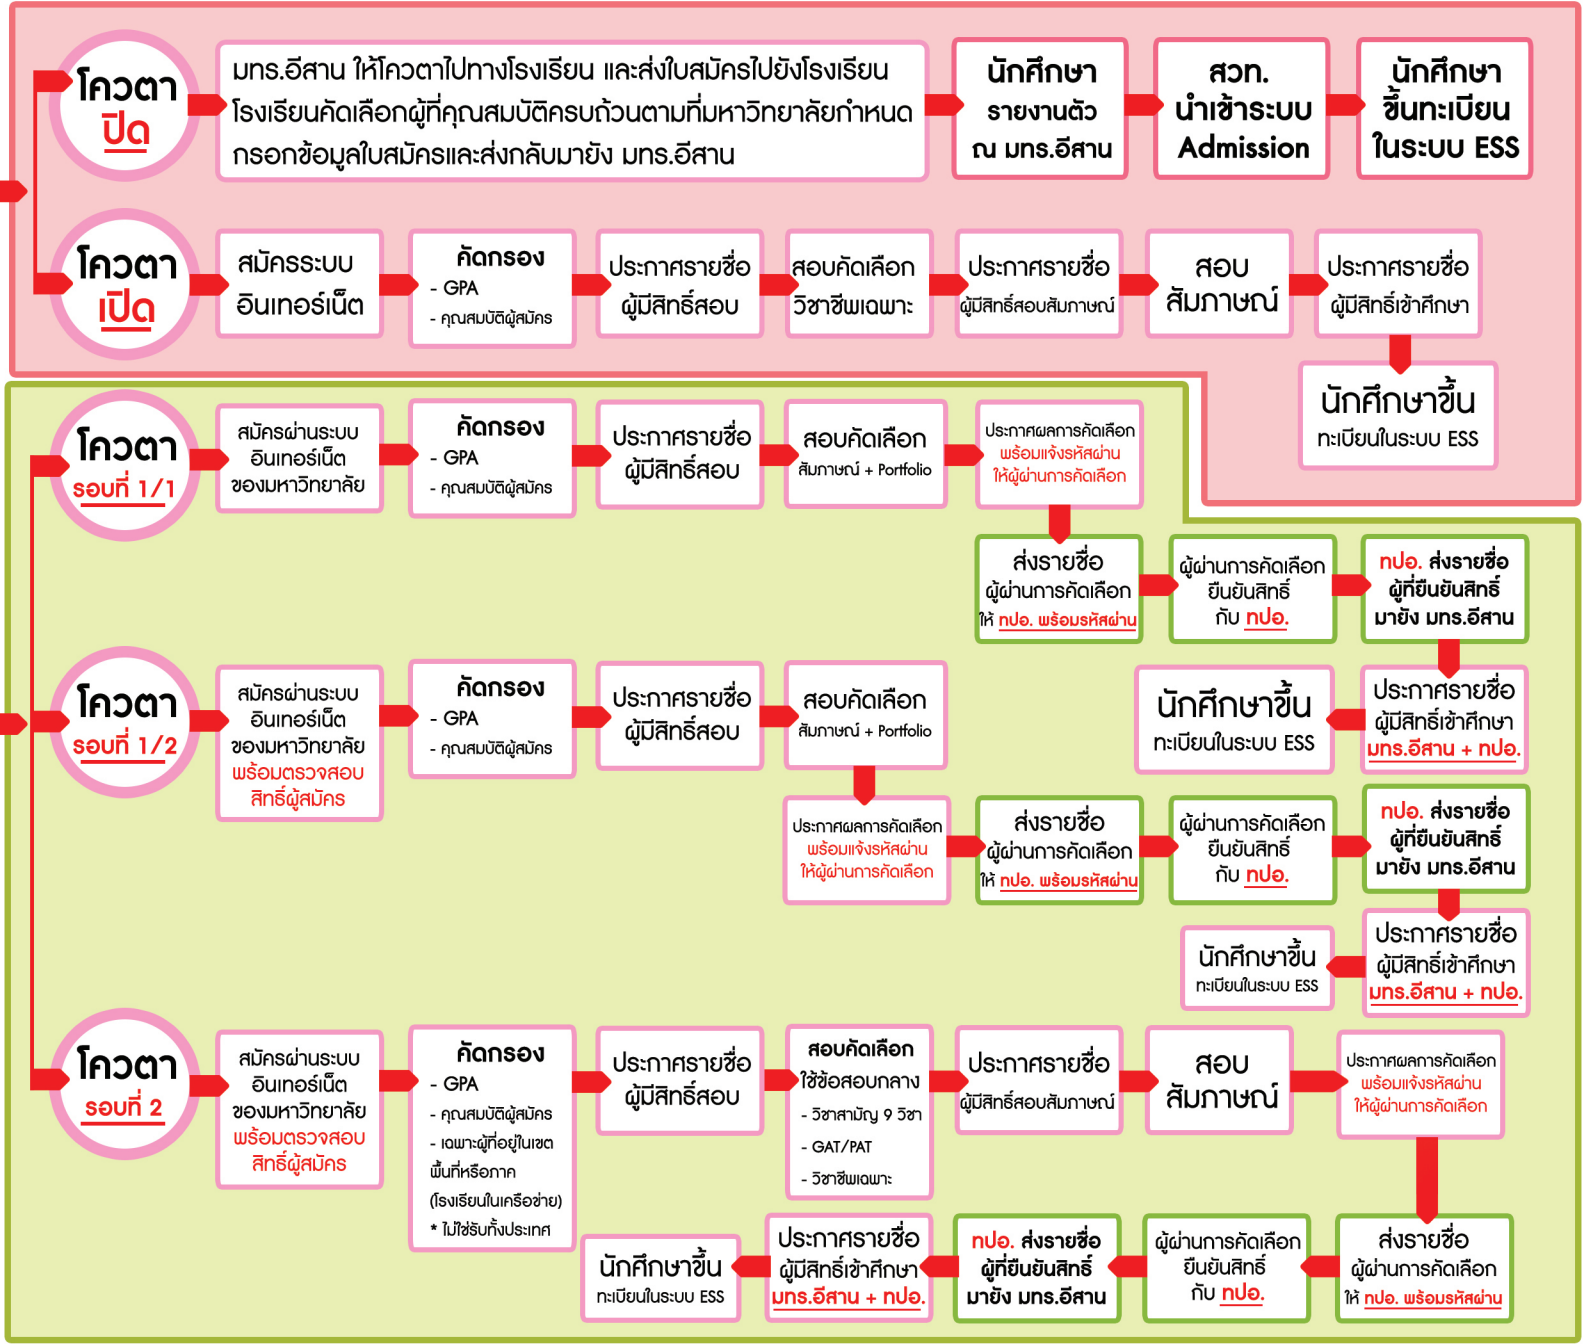 โควตา
ปิด
มทร.อีสาน ให้โควตาไปทางโรงเรียน และส่งใบสมัครไปยังโรงเรียน
โรงเรียนคัดเลือกผู้ที่คุณสมบัติครบถ้วนตามที่มหาวิทยาลัยกำหนด
กรอกข้อมูลใบสมัครและส่งกลับมายัง มทร.อีสาน
นักศึกษา
รายงานตัว
ณ มทร.อีสาน
สวท.
นำเข้าระบบ
Admission
นักศึกษา
ขึ้นทะเบียน
ในระบบ ESS
โควตา
เปิด
สมัครระบบ
อินเทอร์เน็ต
คัดกรอง
- GPA
- คุณสมบัติผู้สมัคร
ประกาศรายชื่อ
ผู้มีสิทธิ์สอบ
สอบคัดเลือก
วิชาชีพเฉพาะ
ประกาศรายชื่อ
ผู้มีสิทธิ์สอบสัมภาษณ์
สอบ
สัมภาษณ์
ประกาศรายชื่อ
ผู้มีสิทธิ์เข้าศึกษา
นักศึกษาขึ้น
ทะเบียนในระบบ ESS
โควตา
รอบที่ 1/1
สมัครผ่านระบบ
อินเทอร์เน็ต
ของมหาวิทยาลัย
คัดกรอง
- GPA
- คุณสมบัติผู้สมัคร
ประกาศรายชื่อ
ผู้มีสิทธิ์สอบ
สอบคัดเลือก
สัมภาษณ์ + Portfolio
ประกาศผลการคัดเลือก
พร้อมแจ้งรหัสผ่าน
ให้ผู้ผ่านการคัดเลือก
ส่งรายชื่อ
ผู้ผ่านการคัดเลือก
ให้ ทปอ. พร้อมรหัสผ่าน
ผู้ผ่านการคัดเลือก
ยืนยันสิทธิ์
กับ ทปอ.
ทปอ. ส่งรายชื่อ
ผู้ที่ยืนยันสิทธิ์
มายัง มทร.อีสาน
ประกาศรายชื่อ
ผู้มีสิทธิ์เข้าศึกษา
มทร.อีสาน + ทปอ.
นักศึกษาขึ้น
ทะเบียนในระบบ ESS
โควตา
รอบที่ 1/2
สมัครผ่านระบบ
อินเทอร์เน็ต
ของมหาวิทยาลัย
พร้อมตรวจสอบ
สิทธิ์ผู้สมัคร
คัดกรอง
- GPA
- คุณสมบัติผู้สมัคร
ประกาศรายชื่อ
ผู้มีสิทธิ์สอบ
สอบคัดเลือก
สัมภาษณ์ + Portfolio
ประกาศผลการคัดเลือก
พร้อมแจ้งรหัสผ่าน
ให้ผู้ผ่านการคัดเลือก
ส่งรายชื่อ
ผู้ผ่านการคัดเลือก
ให้ ทปอ. พร้อมรหัสผ่าน
ผู้ผ่านการคัดเลือก
ยืนยันสิทธิ์
กับ ทปอ.
ทปอ. ส่งรายชื่อ
ผู้ที่ยืนยันสิทธิ์
มายัง มทร.อีสาน
ประกาศรายชื่อ
ผู้มีสิทธิ์เข้าศึกษา
มทร.อีสาน + ทปอ.
นักศึกษาขึ้น
ทะเบียนในระบบ ESS
โควตา
รอบที่ 2
สมัครผ่านระบบ
อินเทอร์เน็ต
ของมหาวิทยาลัย
พร้อมตรวจสอบ
สิทธิ์ผู้สมัคร
คัดกรอง
- GPA
- คุณสมบัติผู้สมัคร
- เฉพาะผู้ที่อยู่ในเขต
พื้นที่หรือภาค
(โรงเรียนในเครือข่าย)
* ไม่ใช่รับทั้งประเทศ
ประกาศรายชื่อ
ผู้มีสิทธิ์สอบ
สอบคัดเลือก
ใช้ข้อสอบกลาง
- วิชาสามัญ 9 วิชา
- GAT/PAT
- วิชาชีพเฉพาะ
ประกาศรายชื่อ
ผู้มีสิทธิ์สอบสัมภาษณ์
สอบ
สัมภาษณ์
ประกาศผลการคัดเลือก
พร้อมแจ้งรหัสผ่าน
ให้ผู้ผ่านการคัดเลือก
ส่งรายชื่อ
ผู้ผ่านการคัดเลือก
ให้ ทปอ. พร้อมรหัสผ่าน
ผู้ผ่านการคัดเลือก
ยืนยันสิทธิ์
กับ ทปอ.
ทปอ. ส่งรายชื่อ
ผู้ที่ยืนยันสิทธิ์
มายัง มทร.อีสาน
ประกาศรายชื่อ
ผู้มีสิทธิ์เข้าศึกษา
มทร.อีสาน + ทปอ.
นักศึกษาขึ้น
ทะเบียนในระบบ ESS